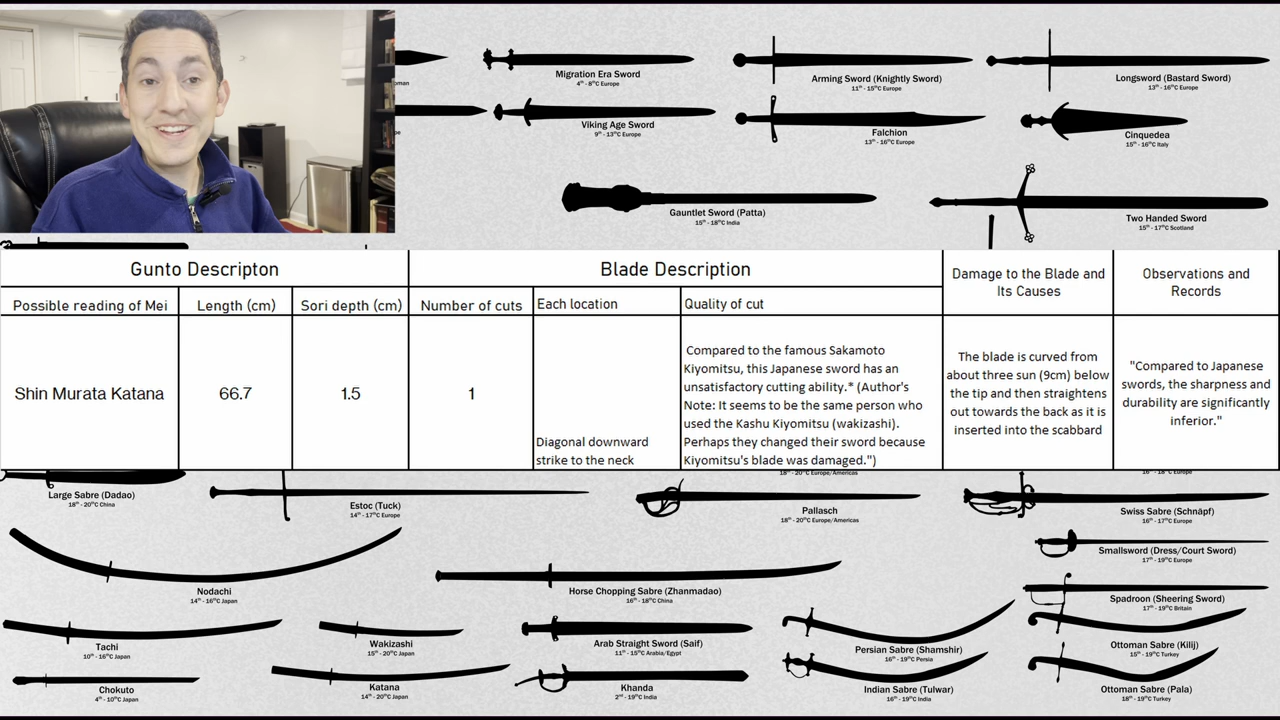 oman
Migration Era Sword
4th - 8thC Europe
Arming Sword (Knightly Sword)
11th - 15thC Europe
Longsword (Bastard Sword)
13th - 16thC Europe
Viking Age Sword
9th - 13thC Europe
Falchion
13th - 16thC Europe
Cinquedea
15th - 16thC Italy
Gauntlet Sword (Patta)
15th - 18thC India
Two Handed Sword
15th - 17thC Scotland
Gunto Descripton
Blade Description
Damage to the Blade and
Its Causes
Observations and
Records
Possible reading of Mei
Length (cm)
Sori depth (cm)
Number of cuts
Each location
Quality of cut
Shin Murata Katana
66.7
1.5
1
Diagonal downward
strike to the neck
Compared to the famous Sakamoto
Kiyomitsu, this Japanese sword has an
unsatisfactory cutting ability.* (Author's
Note: It seems to be the same person who
used the Kashu Kiyomitsu (wakizashi).
Perhaps they changed their sword because
Kiyomitsu's blade was damaged.")
The blade is curved from
about three sun (9cm) below
the tip and then straightens
out towards the back as it is
inserted into the scabbard
"Compared to Japanese
swords, the sharpness and
durability are significantly
inferior."
18th - 20thC Europe/Americas
16th - 18thC Europe
Large Sabre (Dadao)
18th - 20thC China
Estoc (Tuck)
14th - 17thC Europe
Pallasch
18th - 20thC Europe/Americas
Swiss Sabre (Schnäpf)
16th - 17thC Europe
Smallsword (Dress/Court Sword)
17th - 19thC Europe
Nodachi
14th - 16thC Japan
Horse Chopping Sabre (Zhanmadao)
16th - 18thC China
Spadroon (Sheering Sword)
17th - 19thC Britain
Tachi
10th - 16thC Japan
Wakizashi
15th - 20thC Japan
Arab Straight Sword (Saif)
11th - 15thC Arabia/Egypt
Persian Sabre (Shamshir)
16th - 19thC Persia
Ottoman Sabre (Kilij)
15th - 19thC Turkey
Chokuto
4th - 10thC Japan
Katana
14th - 20thC Japan
Khanda
2nd - 19thC India
Indian Sabre (Tulwar)
16th - 19thC India
Ottoman Sabre (Pala)
18th - 19thC Turkey